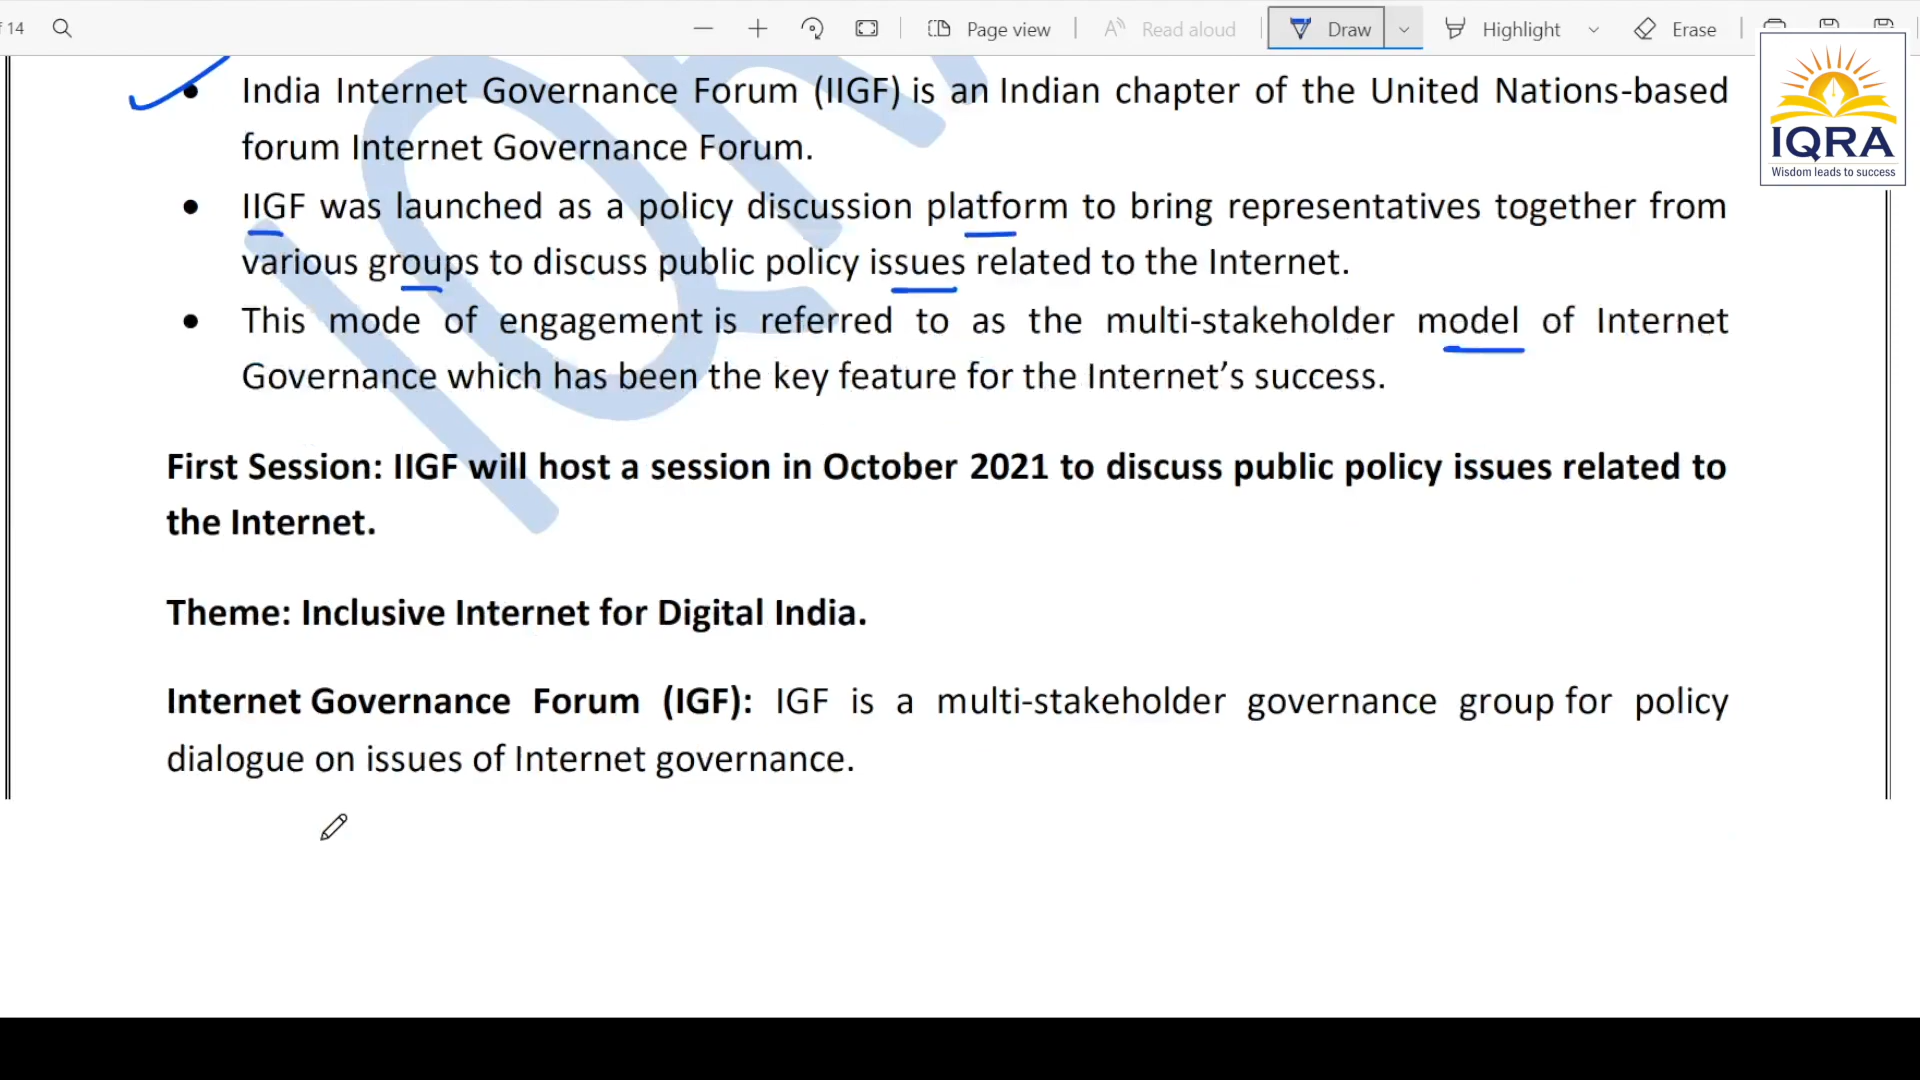 f 14
Page view
Read aloud
Draw
Highlight
Erase
India Internet Governance Forum (IIGF) is an Indian chapter of the United Nations-based
forum Internet Governance Forum.
IQRA
Wisdom leads to success
IIGF was launched as a policy discussion platform to bring representatives together from
various groups to discuss public policy issues related to the Internet.
This mode of engagement is referred to as the multi-stakeholder model of Internet
Governance which has been the key feature for the Internet’s success.
First Session: IIGF will host a session in October 2021 to discuss public policy issues related to
the Internet.
Theme: Inclusive Internet for Digital India.
Internet Governance Forum (IGF): IGF is a multi-stakeholder governance group for policy
dialogue on issues of Internet governance.